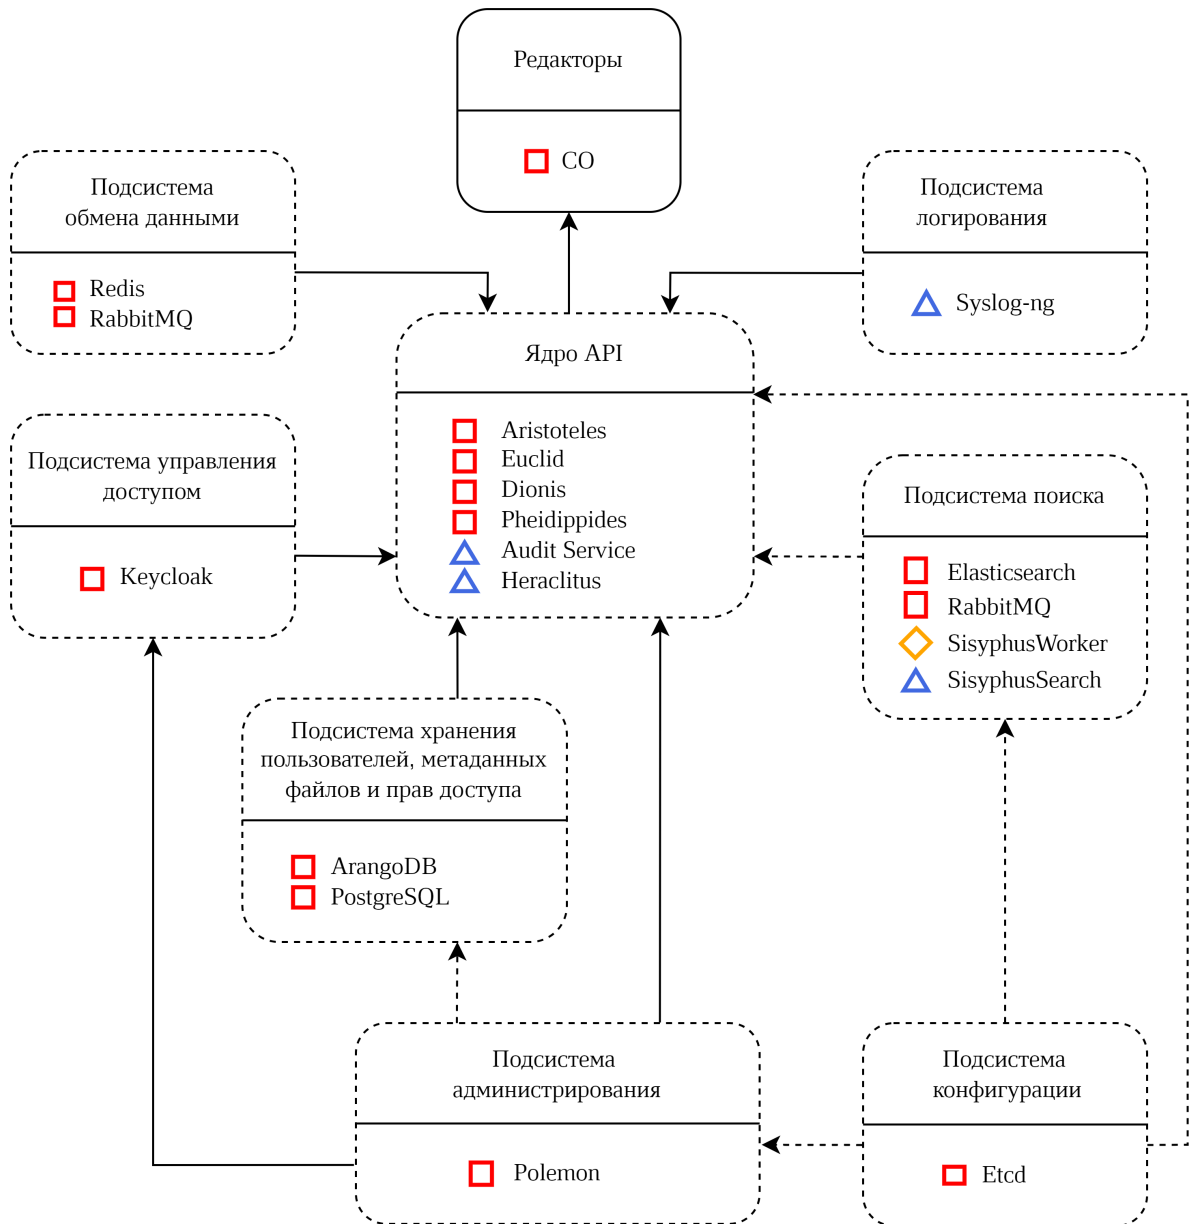 Редакторы
CO
Подсистема
обмена данными
Redis
RabbitMQ
Подсистема
логирования
Syslog-ng
Ядро API
Aristoteles
Euclid
Dionis
Pheidippides
Audit Service
Heraclitus
Подсистема управления
доступом
Keycloak
Подсистема поиска
Elasticsearch
RabbitMQ
SisyphusWorker
SisyphusSearch
Подсистема хранения
пользователей, метаданных
файлов и прав доступа
ArangoDB
PostgreSQL
Подсистема
администрирования
Polemon
Подсистема
конфигурации
Etcd